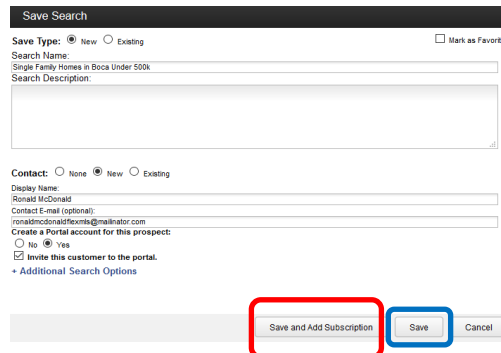 Save Search
Save Type: New Existing Mark as Favorit
Search Name:
Single Family Homes in Boca Under 500k
Search Description:
Contact: None New Existing
Display Name:
Ronald McDonald
Contact E-mail (optional):
ronaldmcdonaldflexmls@mailinator.com
Create a Portal account for this prospect:
No Yes
Invite this customer to the portal.
+ Additional Search Options
Save and Add Subscription Save Cancel